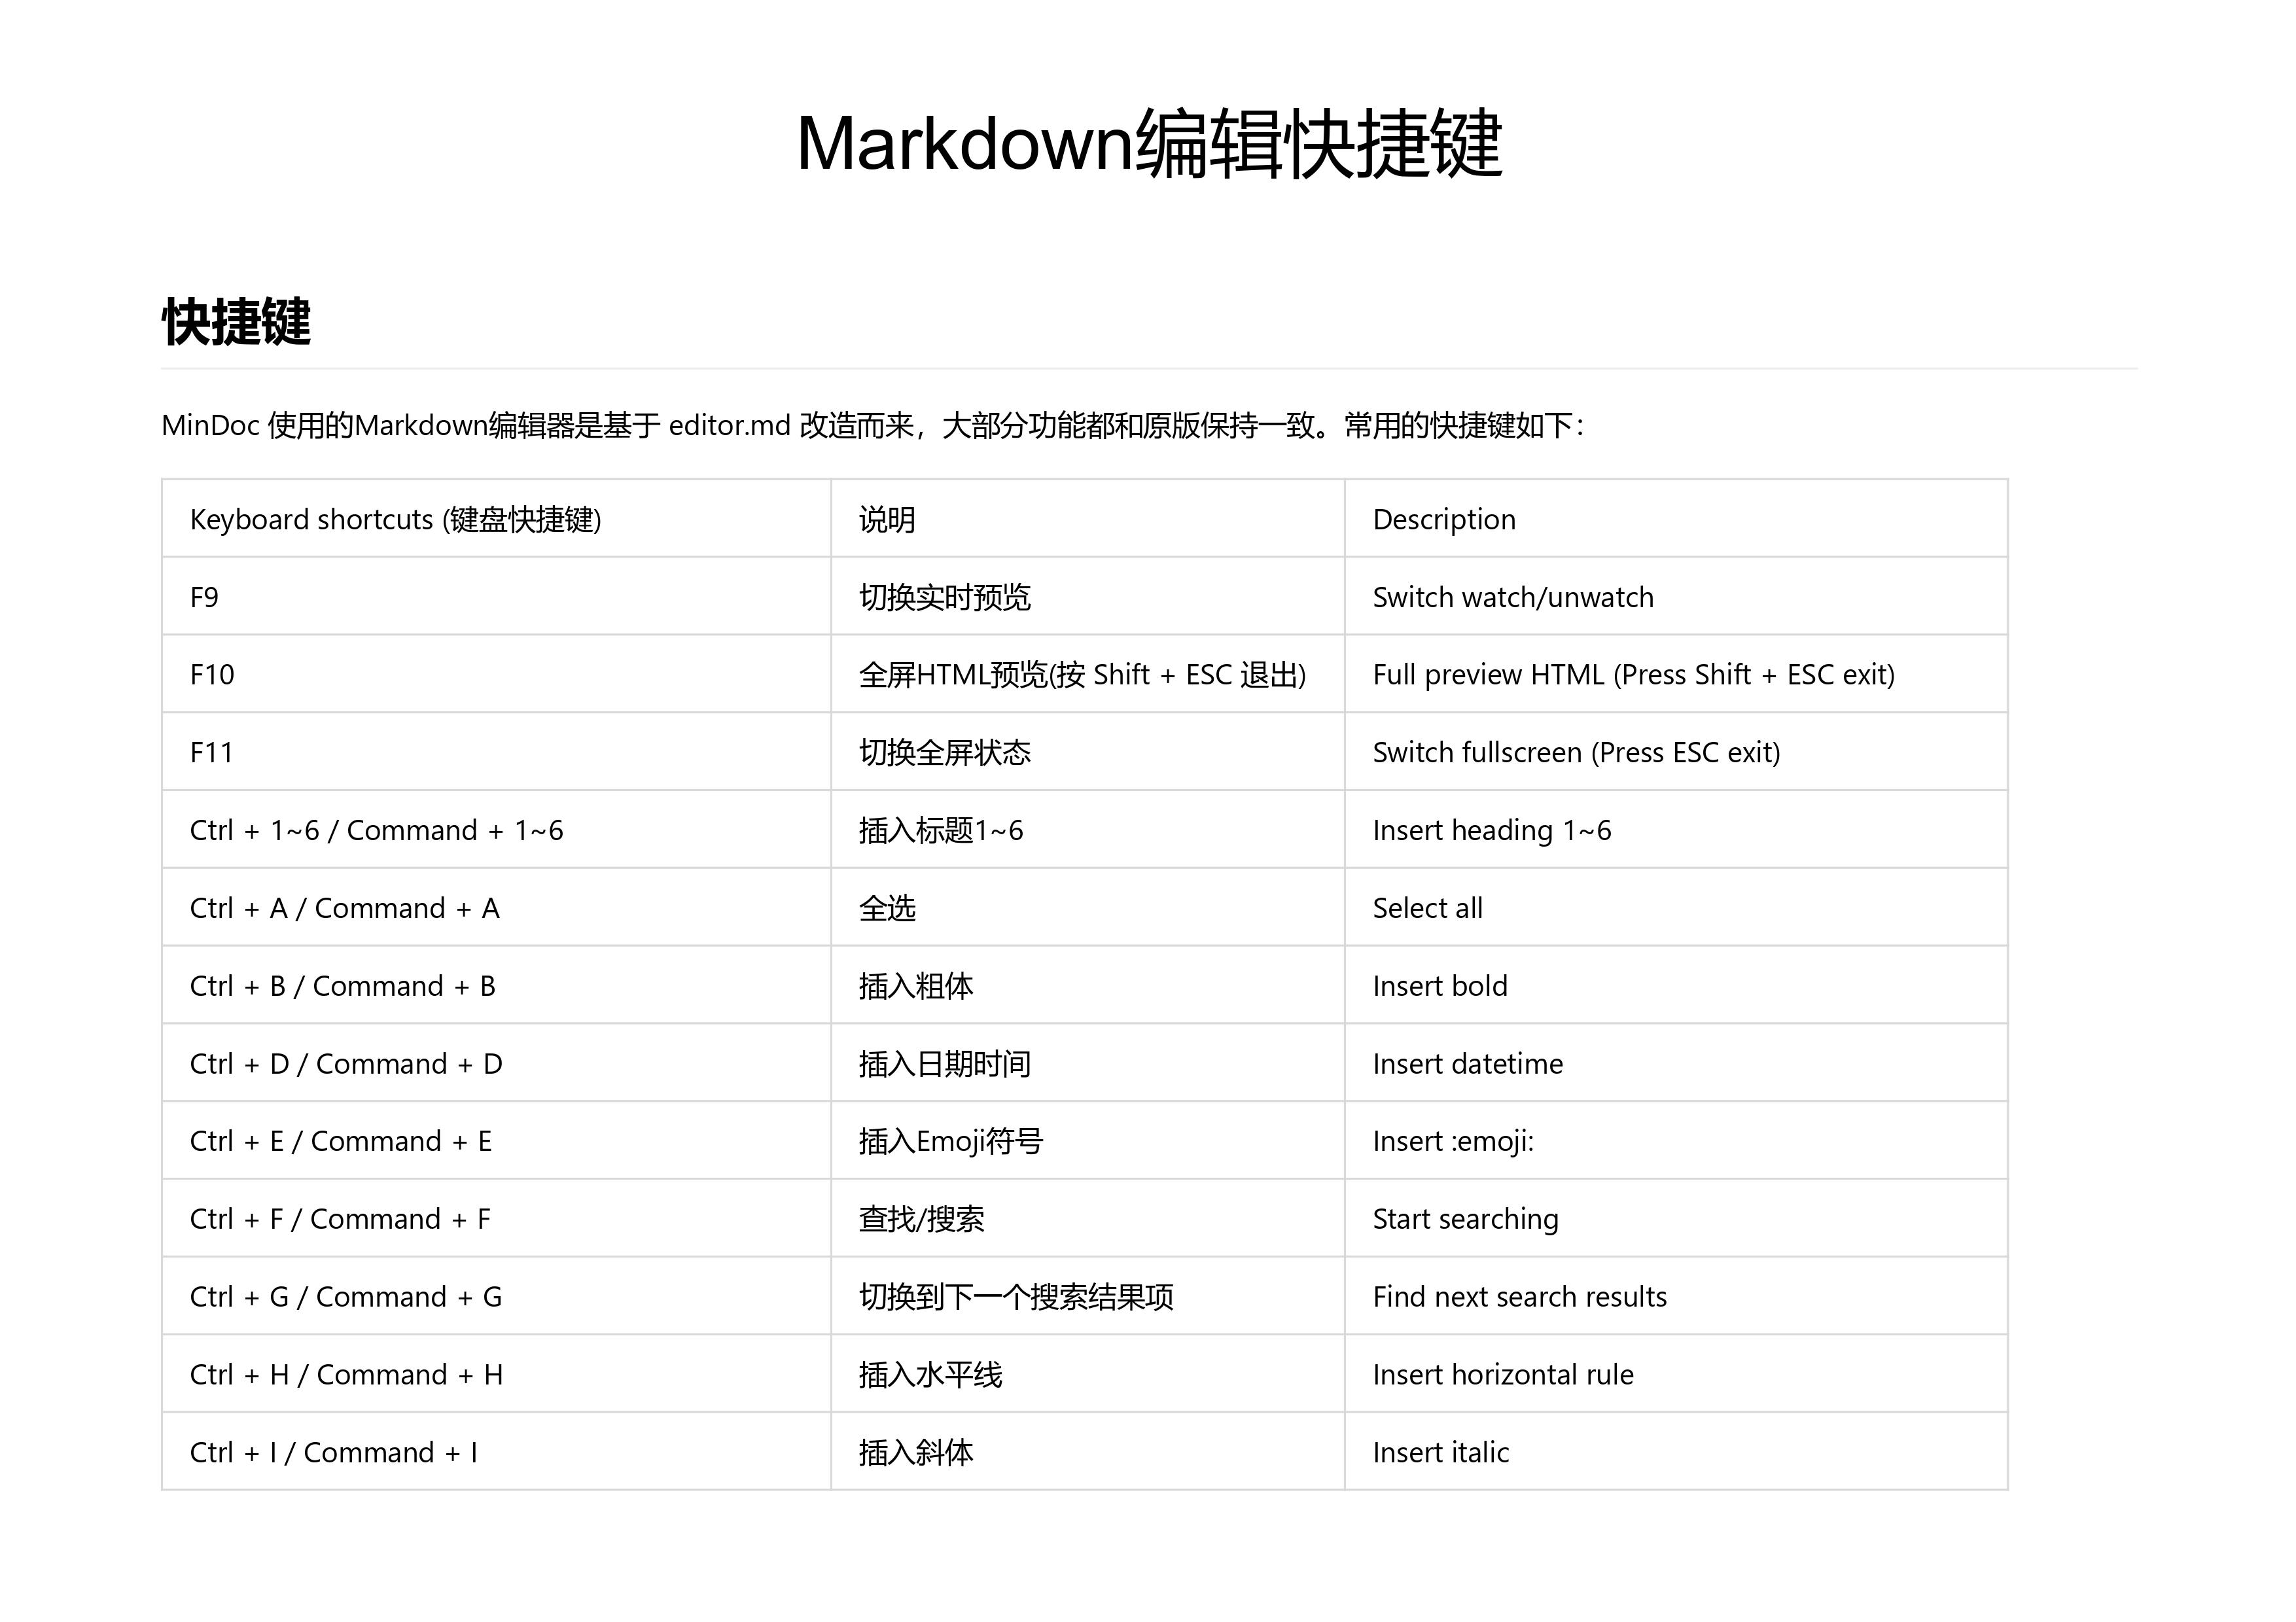 Markdown编辑快捷键
快捷键
MinDoc 使用的Markdown编辑器是基于 editor.md 改造而来，大部分功能都和原版保持一致。常用的快捷键如下：
Keyboard shortcuts (键盘快捷键) 说明 Description
F9 切换实时预览 Switch watch/unwatch
F10 全屏HTML预览(按 Shift + ESC 退出) Full preview HTML (Press Shift + ESC exit)
F11 切换全屏状态 Switch fullscreen (Press ESC exit)
Ctrl + 1~6 / Command + 1~6 插入标题1~6 Insert heading 1~6
Ctrl + A / Command + A 全选 Select all
Ctrl + B / Command + B 插入粗体 Insert bold
Ctrl + D / Command + D 插入日期时间 Insert datetime
Ctrl + E / Command + E 插入Emoji符号 Insert :emoji:
Ctrl + F / Command + F 查找/搜索 Start searching
Ctrl + G / Command + G 切换到下一个搜索结果项 Find next search results
Ctrl + H / Command + H 插入水平线 Insert horizontal rule
Ctrl + I / Command + I 插入斜体 Insert italic